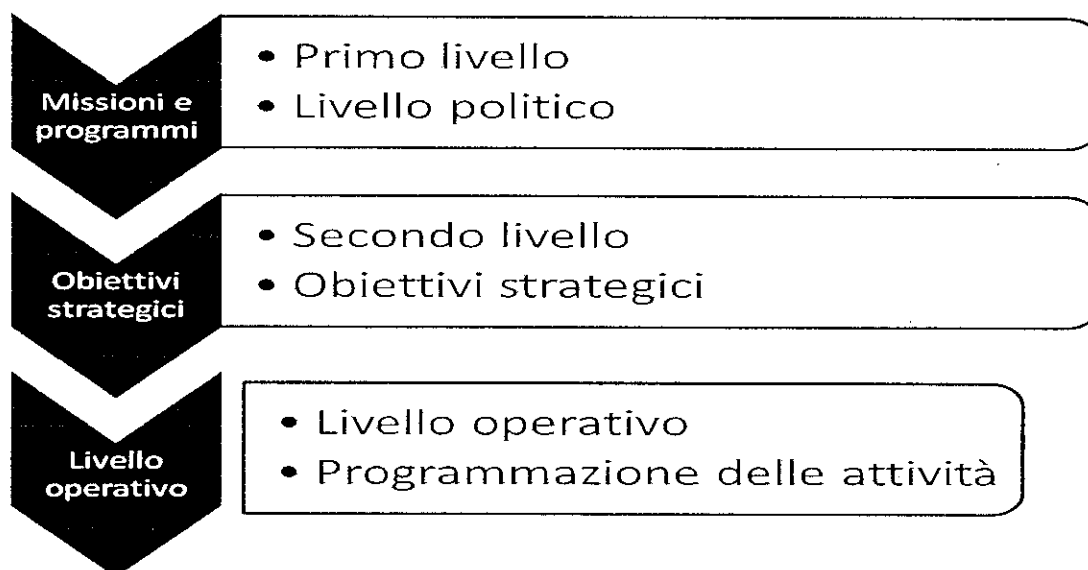 Missioni e
programmi
• Primo livello
• Livello politico
Obiettivi
strategici
• Secondo livello
• Obiettivi strategici
Livello
operativo
• Livello operativo
• Programmazione delle attività